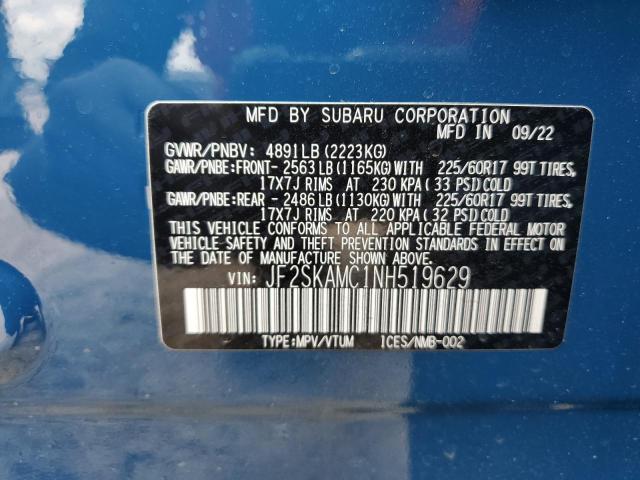 MFD BY SUBARU CORPORATION
MFD IN 09/22
GVWR/PNBV: 4891LB (2223KG)
GAWR/PNBE:FRONT- 2563LB (1165KG)WITH 225/60R17 99T TIRES,
17X7J RIMS AT 230 KPA (33 PSI)COLD
GAWR/PNBE:REAR - 2486LB (1130KG)WITH 225/60R17 99T TIRES,
17X7J RIMS AT 220 KPA (32 PSI)COLD
THIS VEHICLE CONFORMS TO ALL APPLICABLE FEDERAL MOTOR
VEHICLE SAFETY AND THEFT PREVENTION STANDARDS IN EFFECT ON
THE DATE OF MANUFACTURE SHOWN ABOVE.
VIN: JF2SKAMC1NH519629
TYPE:MPV/VTUM ICES/NMB-002